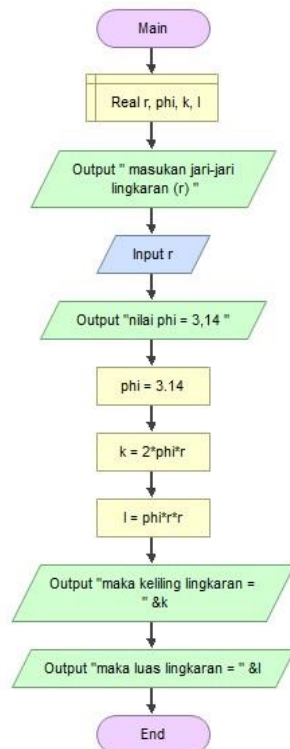 Main
Real r, phi, k, l
Output " masukan jari-jari
lingkaran (r) "
Input r
Output "nilai phi = 3,14 "
phi = 3.14
k = 2*phi*r
l = phi*r*r
Output "maka keliling lingkaran =
" &k
Output "maka luas lingkaran = " &l
End